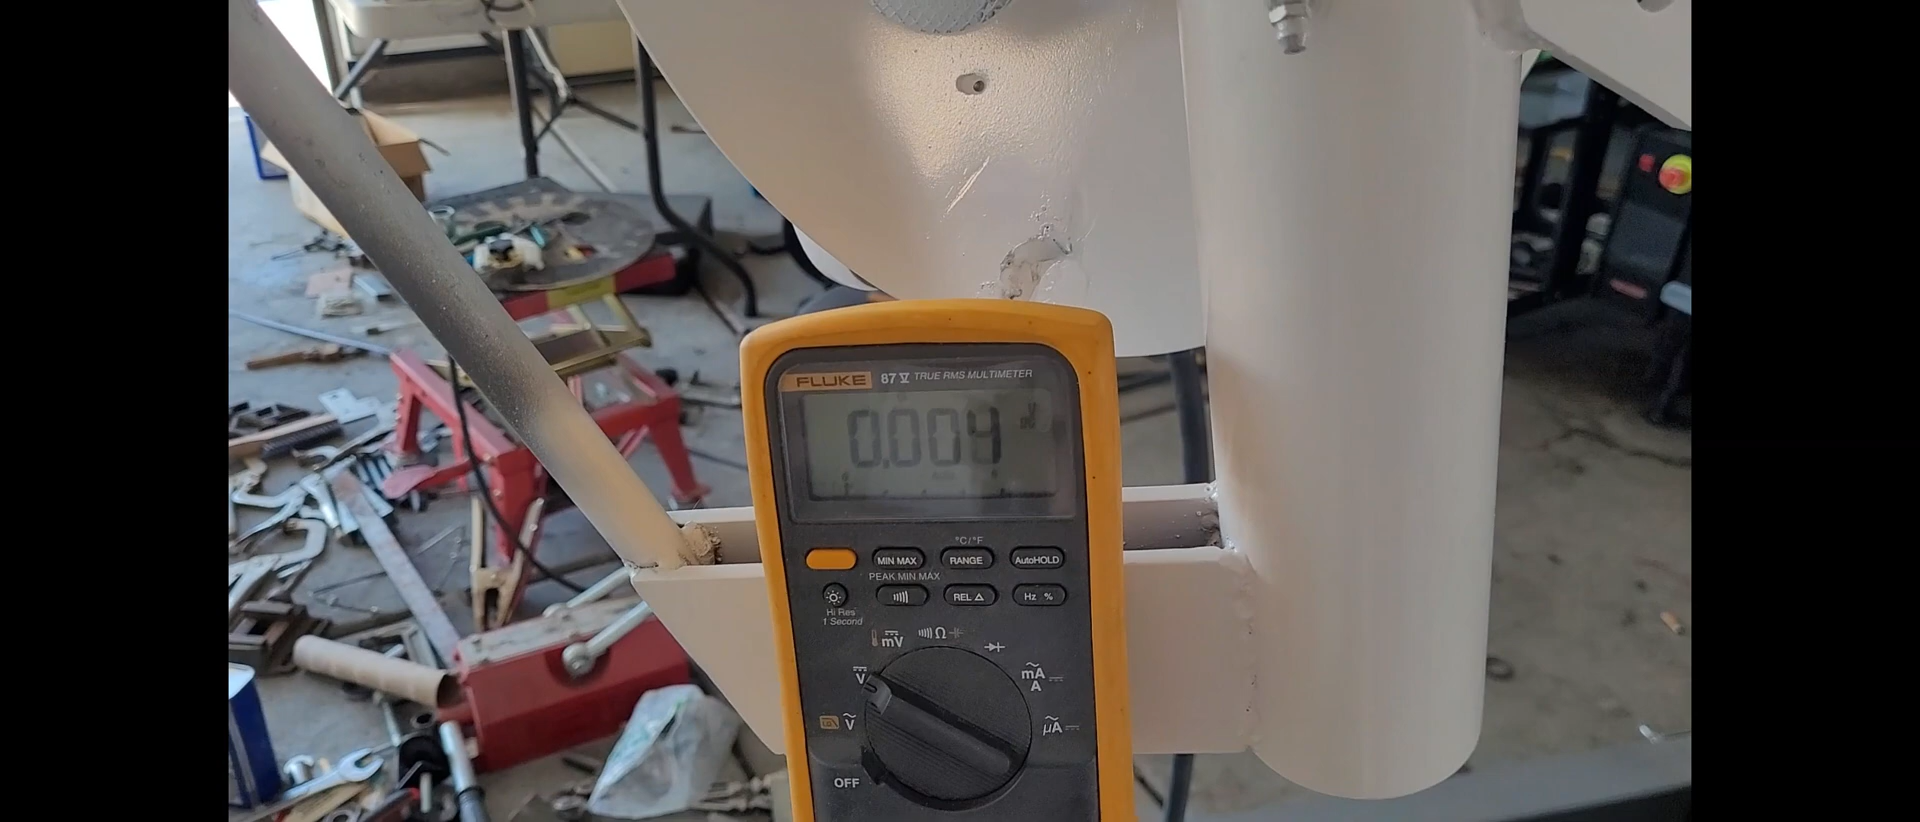 FLUKE 87 V TRUE RMS MULTIMETER
0.004
°C/°F
MIN MAX RANGE AutoHOLD
PEAK MIN MAX
REL △ Hz %
Hi Res
1 Second
mV Ω
V mA
A
V µA
OFF